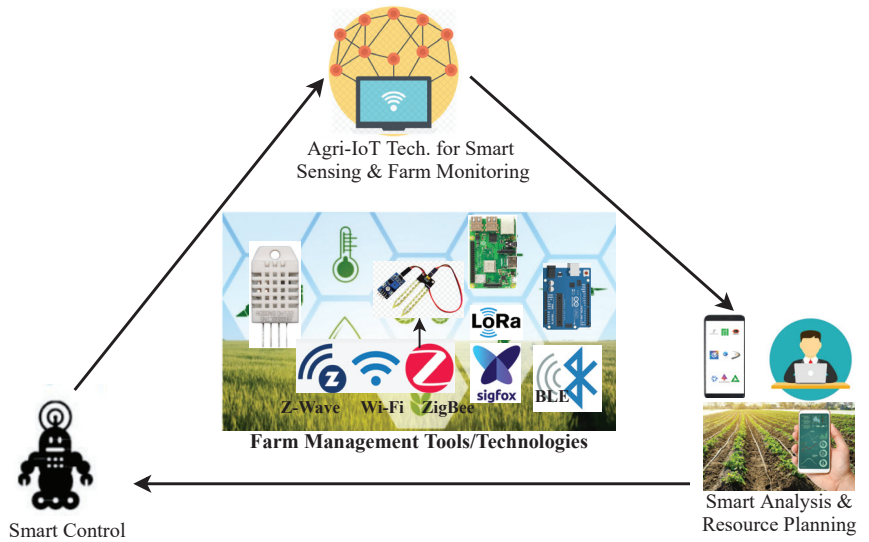 Agri-IoT Tech. for Smart
Sensing & Farm Monitoring
LoRa
sigfox
BLE
Z-Wave Wi-Fi ZigBee
Farm Management Tools/Technologies
Smart Analysis &
Resource Planning
Smart Control